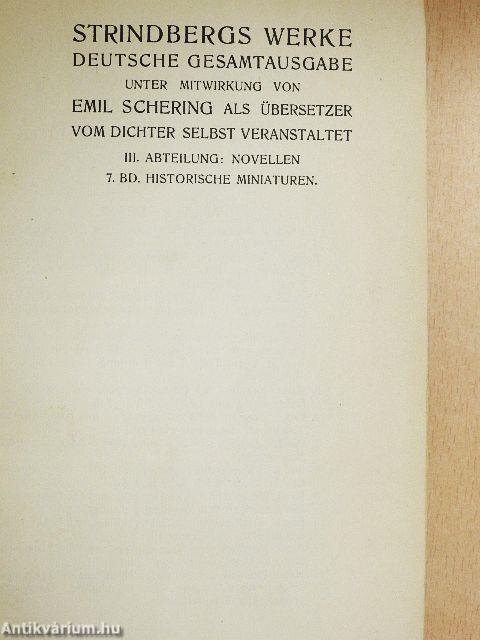 STRINDBERGS WERKE
DEUTSCHE GESAMTAUSGABE
UNTER MITWIRKUNG VON
EMIL SCHERING ALS ÜBERSETZER
VOM DICHTER SELBST VERANSTALTET
III. ABTEILUNG: NOVELLEN
7. BD. HISTORISCHE MINIATUREN.
Antikvárium.hu